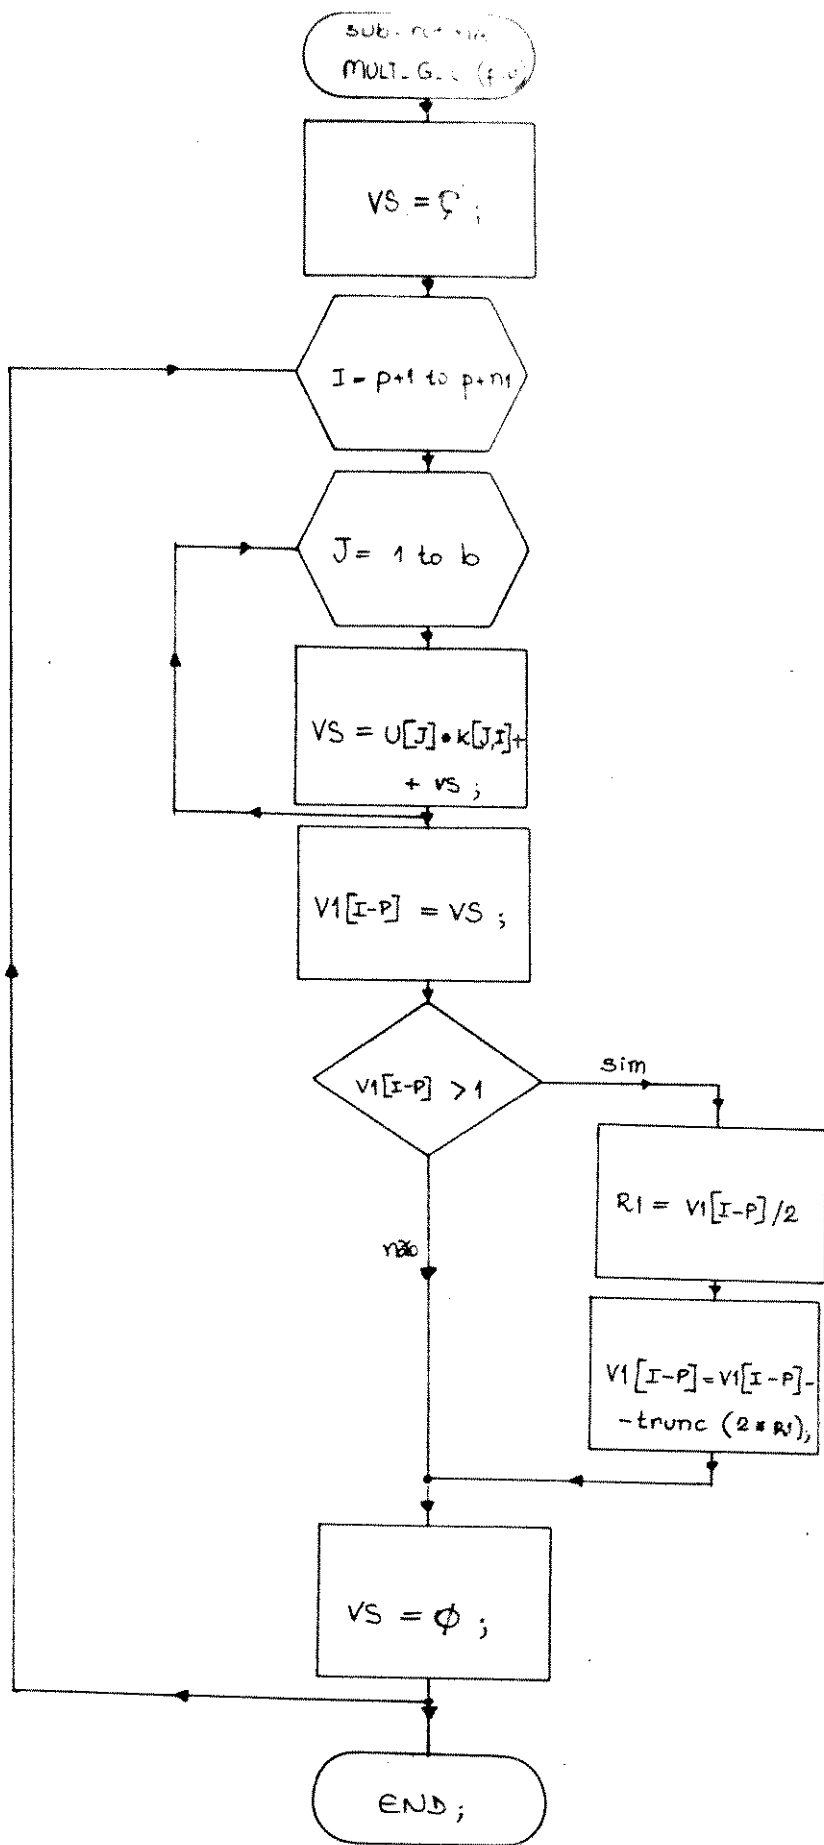 MULT_G
VS = ;
I = p+1 to p+n1
J = 1 to b
VS = U[J] * K[J,I] +
+ VS ;
V1[I-P] = VS ;
V1[I-P] > 1
sim
R1 = V1[I-P]/2
não
V1[I-P] = V1[I-P] -
- trunc (2 * R1);
VS = Ø ;
END ;